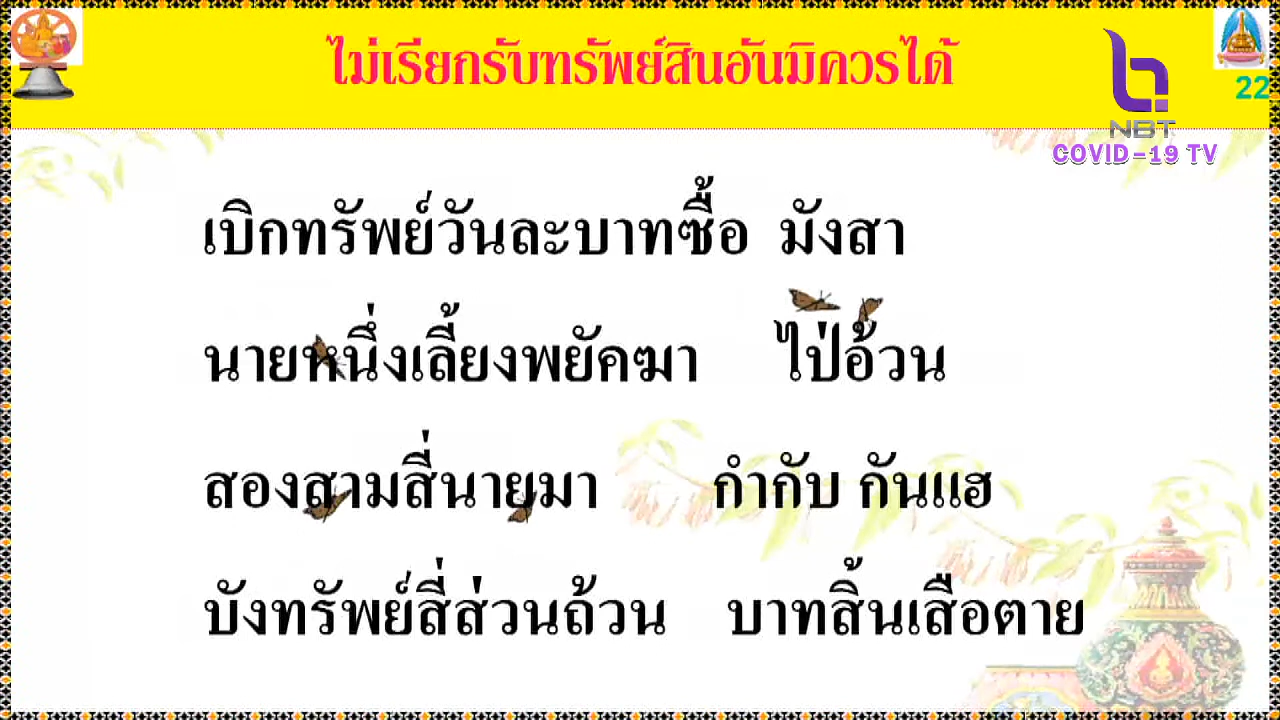 ไม่เรียกรับทรัพย์สินอันมิควรได้
22
NBT
COVID-19 TV
เบิกทรัพย์วันละบาทซื้อ มังสา
นายหนึ่งเลี้ยงพยัคฆา ไป่อ้วน
สองสามสี่นายมา กำกับ กันแฮ
บังทรัพย์สี่ส่วนถ้วน บาทสิ้นเสือตาย